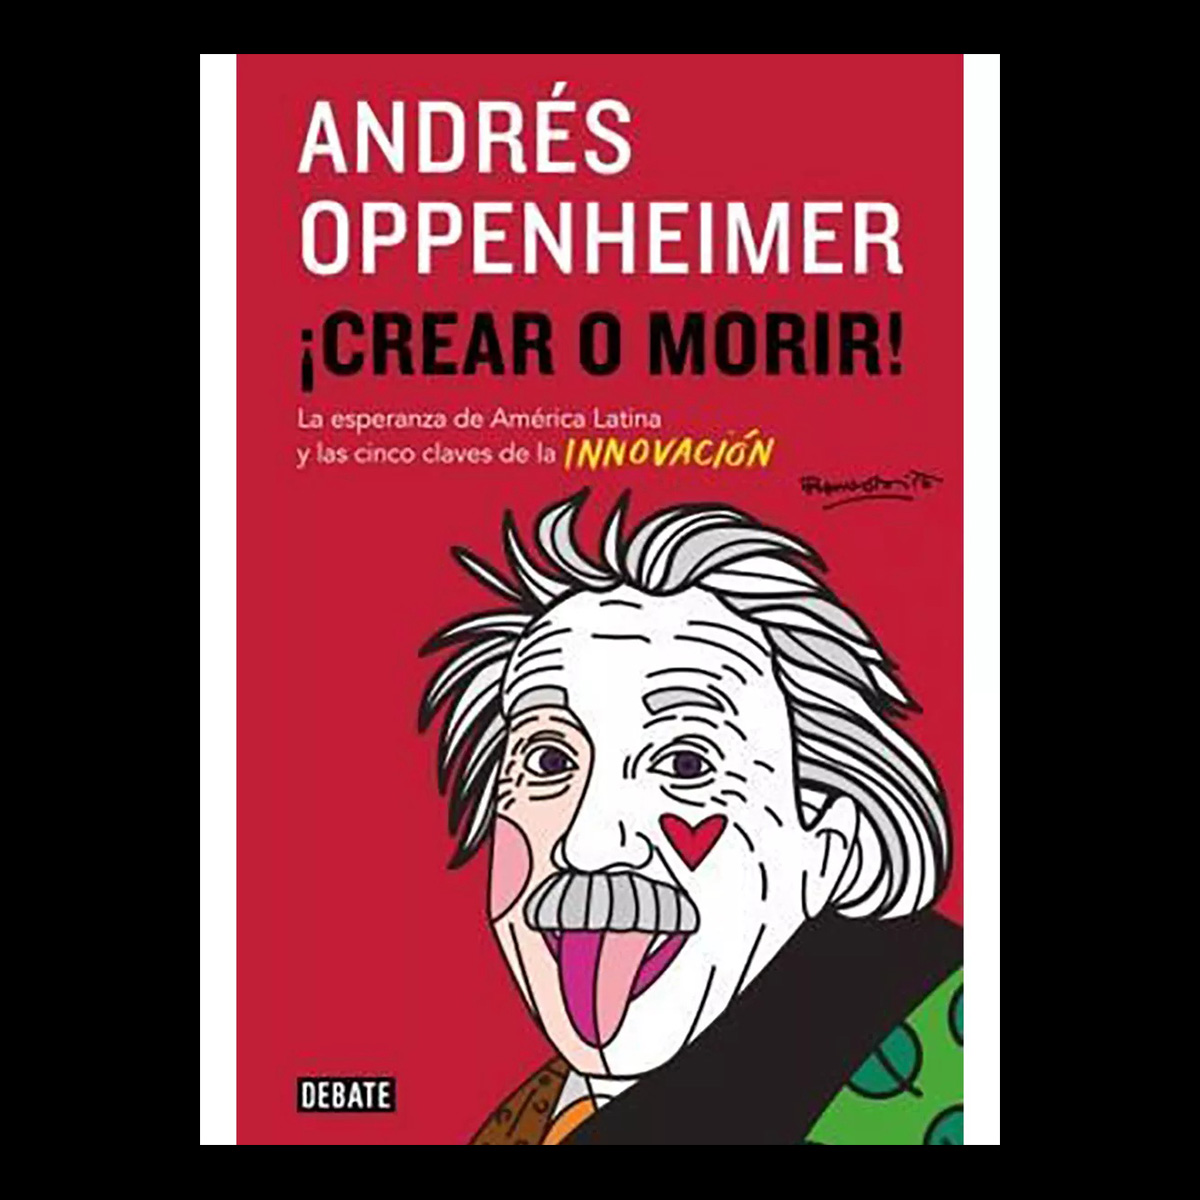 ANDRÉS
OPPENHEIMER
¡CREAR O MORIR!
La esperanza de América Latina
y las cinco claves de la INNOVACIÓN
DEBATE